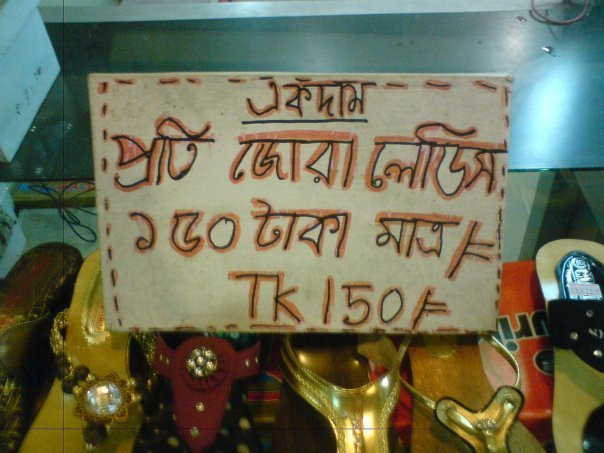 একদাম
প্রতি জোরা লেডিস
১৫০ টাকা মাত্র/=
TK 150/=